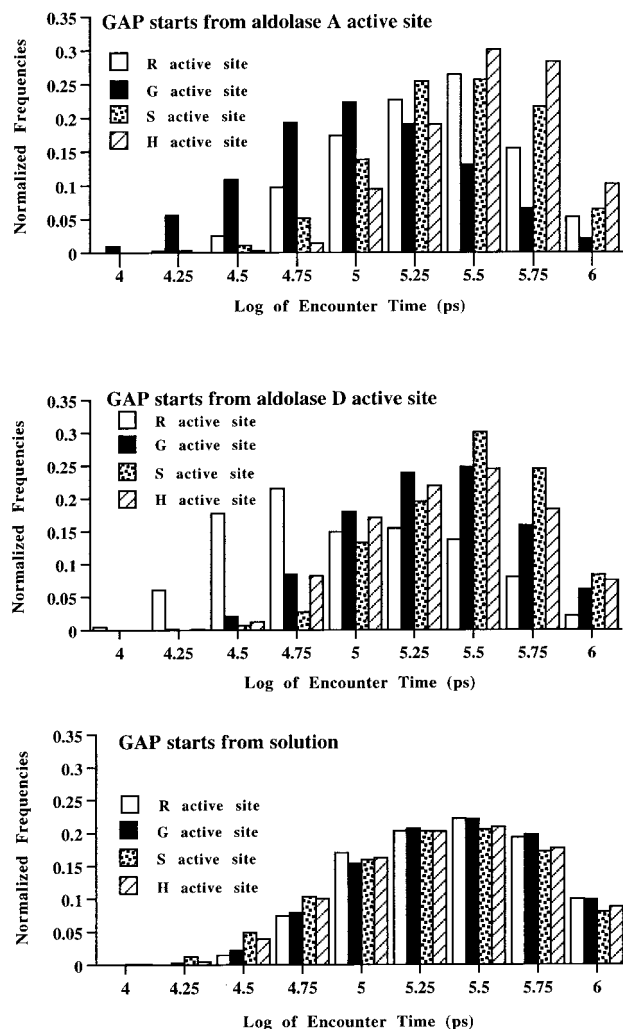 GAP starts from aldolase A active site
Normalized Frequencies
0.35
0.3
0.25
0.2
0.15
0.1
0.05
0
R active site
G active site
S active site
H active site
4 4.25 4.5 4.75 5 5.25 5.5 5.75 6
Log of Encounter Time (ps)
GAP starts from aldolase D active site
Normalized Frequencies
0.35
0.3
0.25
0.2
0.15
0.1
0.05
0
R active site
G active site
S active site
H active site
4 4.25 4.5 4.75 5 5.25 5.5 5.75 6
Log of Encounter Time (ps)
GAP starts from solution
Normalized Frequencies
0.35
0.3
0.25
0.2
0.15
0.1
0.05
0
R active site
G active site
S active site
H active site
4 4.25 4.5 4.75 5 5.25 5.5 5.75 6
Log of Encounter Time (ps)